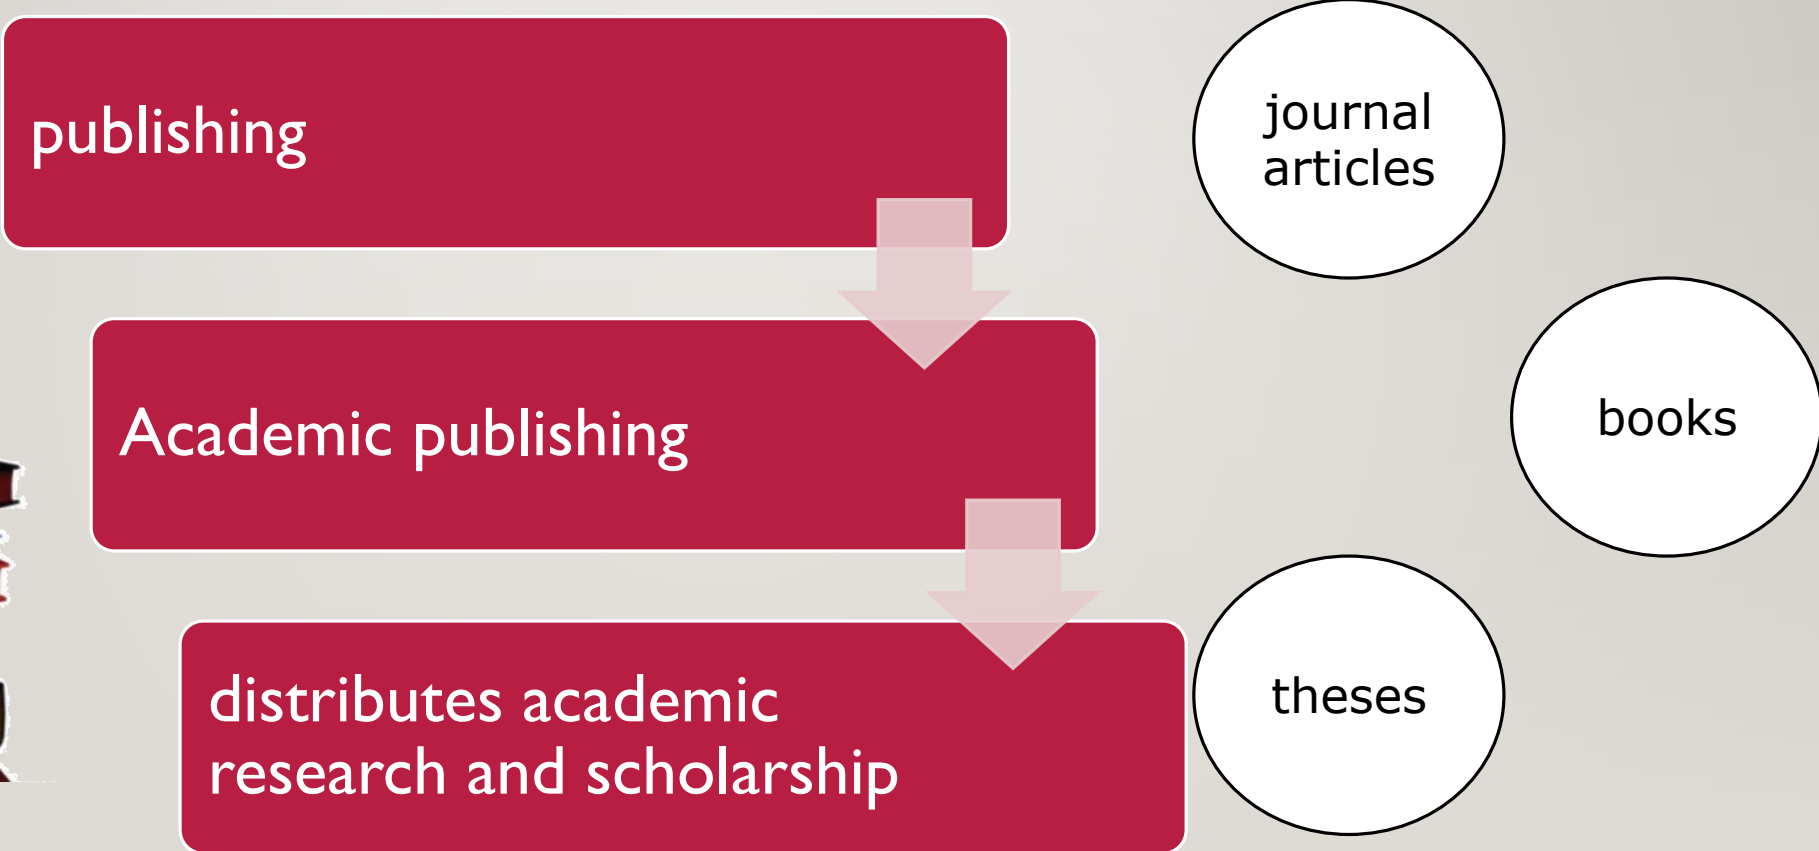 publishing
Academic publishing
distributes academic
research and scholarship
journal
articles
books
theses